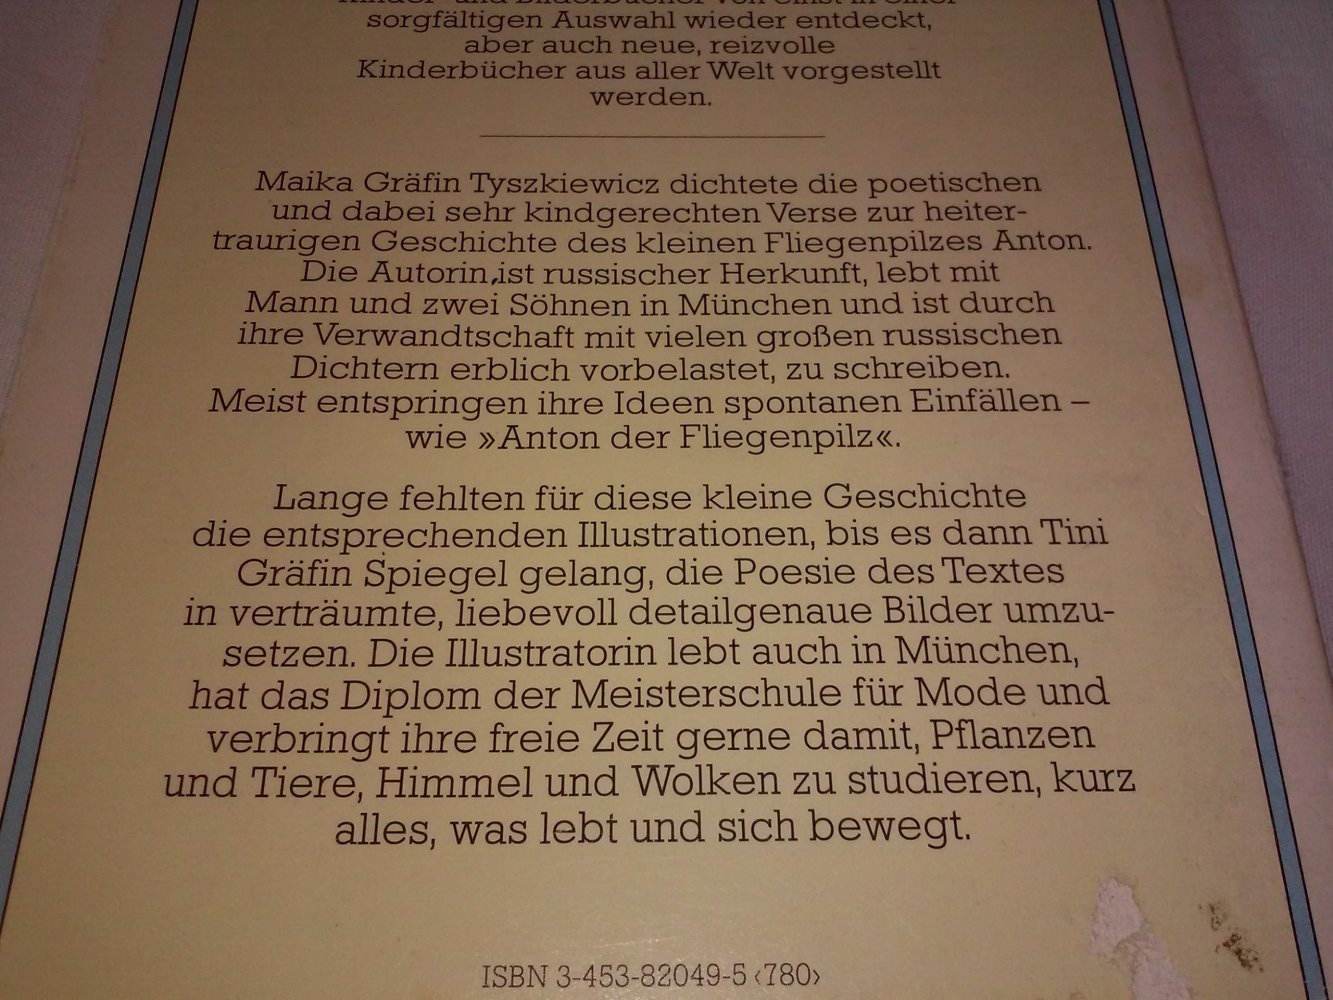 Kinder- und Bilderbücher von einst in einer
sorgfältigen Auswahl wieder entdeckt,
aber auch neue, reizvolle
Kinderbücher aus aller Welt vorgestellt
werden.
Maika Gräfin Tyszkiewicz dichtete die poetischen
und dabei sehr kindgerechten Verse zur heiter-
traurigen Geschichte des kleinen Fliegenpilzes Anton.
Die Autorin, ist russischer Herkunft, lebt mit
Mann und zwei Söhnen in München und ist durch
ihre Verwandtschaft mit vielen großen russischen
Dichtern erblich vorbelastet, zu schreiben.
Meist entspringen ihre Ideen spontanen Einfällen –
wie »Anton der Fliegenpilz«.
Lange fehlten für diese kleine Geschichte
die entsprechenden Illustrationen, bis es dann Tini
Gräfin Spiegel gelang, die Poesie des Textes
in verträumte, liebevoll detailgenaue Bilder umzu-
setzen. Die Illustratorin lebt auch in München,
hat das Diplom der Meisterschule für Mode und
verbringt ihre freie Zeit gerne damit, Pflanzen
und Tiere, Himmel und Wolken zu studieren, kurz
alles, was lebt und sich bewegt.
ISBN 3-453-82049-5 ‹780›